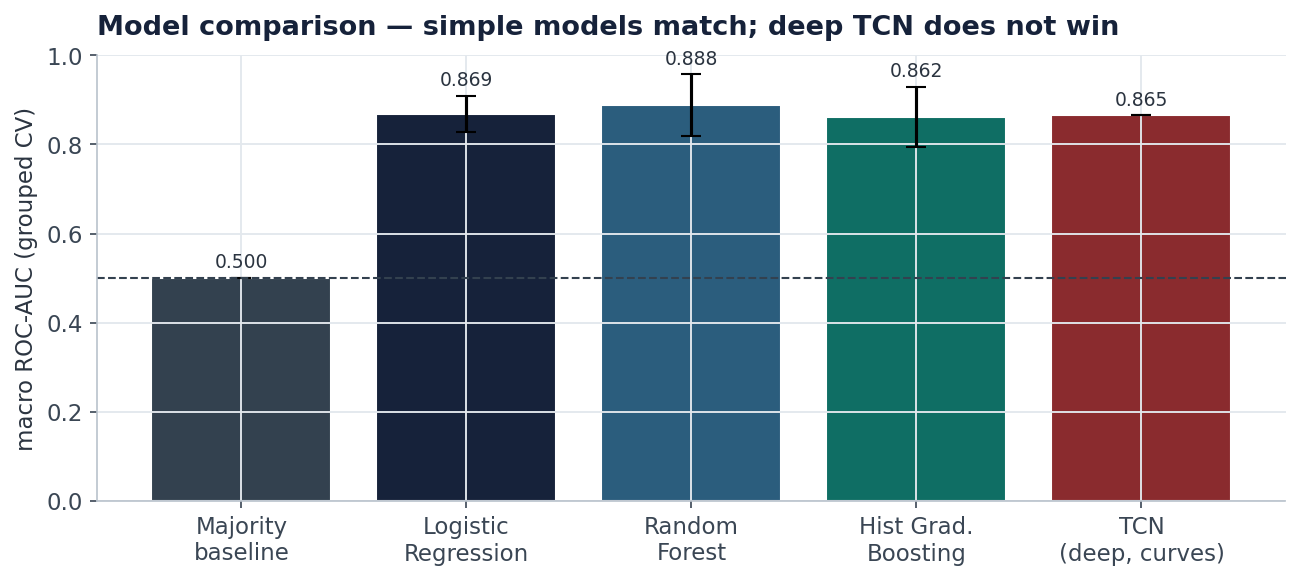 Model comparison — simple models match; deep TCN does not win
macro ROC-AUC (grouped CV)
1.0
0.8
0.6
0.4
0.2
0.0
0.500
0.869
0.888
0.862
0.865
Majority
baseline
Logistic
Regression
Random
Forest
Hist Grad.
Boosting
TCN
(deep, curves)